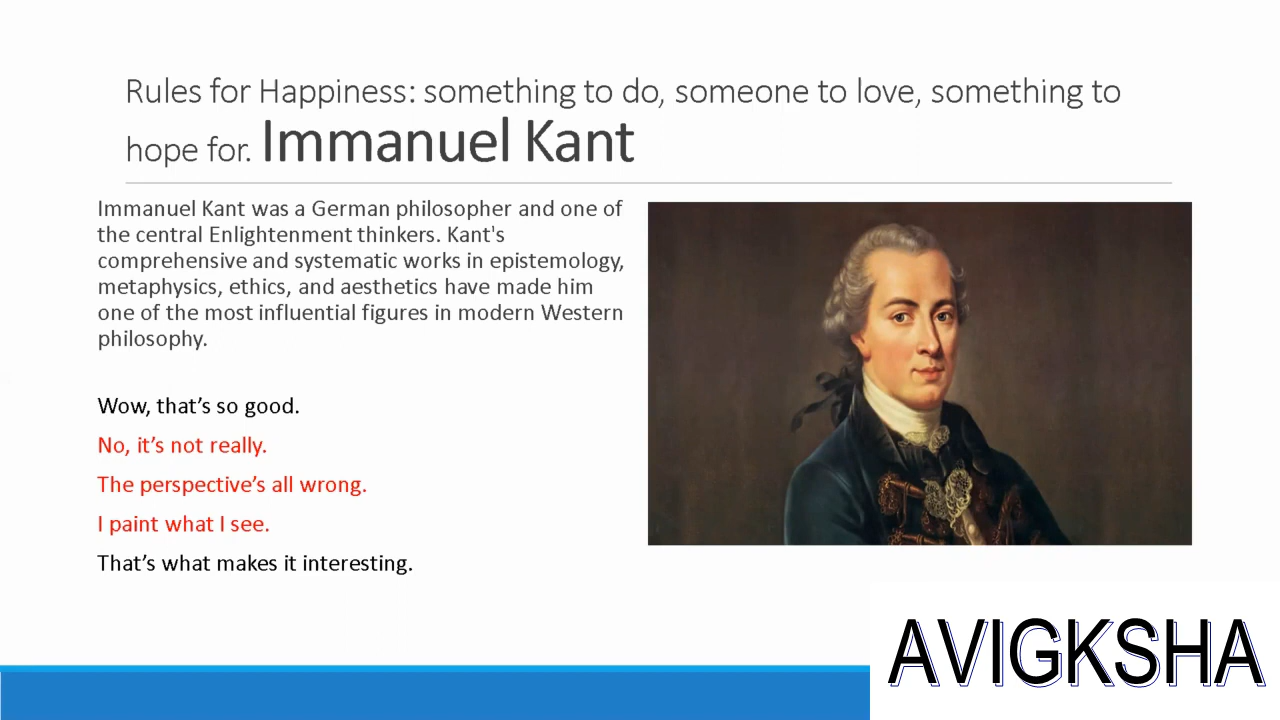 Rules for Happiness: something to do, someone to love, something to
hope for. Immanuel Kant
Immanuel Kant was a German philosopher and one of
the central Enlightenment thinkers. Kant's
comprehensive and systematic works in epistemology,
metaphysics, ethics, and aesthetics have made him
one of the most influential figures in modern Western
philosophy.
Wow, that’s so good.
No, it’s not really.
The perspective’s all wrong.
I paint what I see.
That’s what makes it interesting.
AVIGKSHA